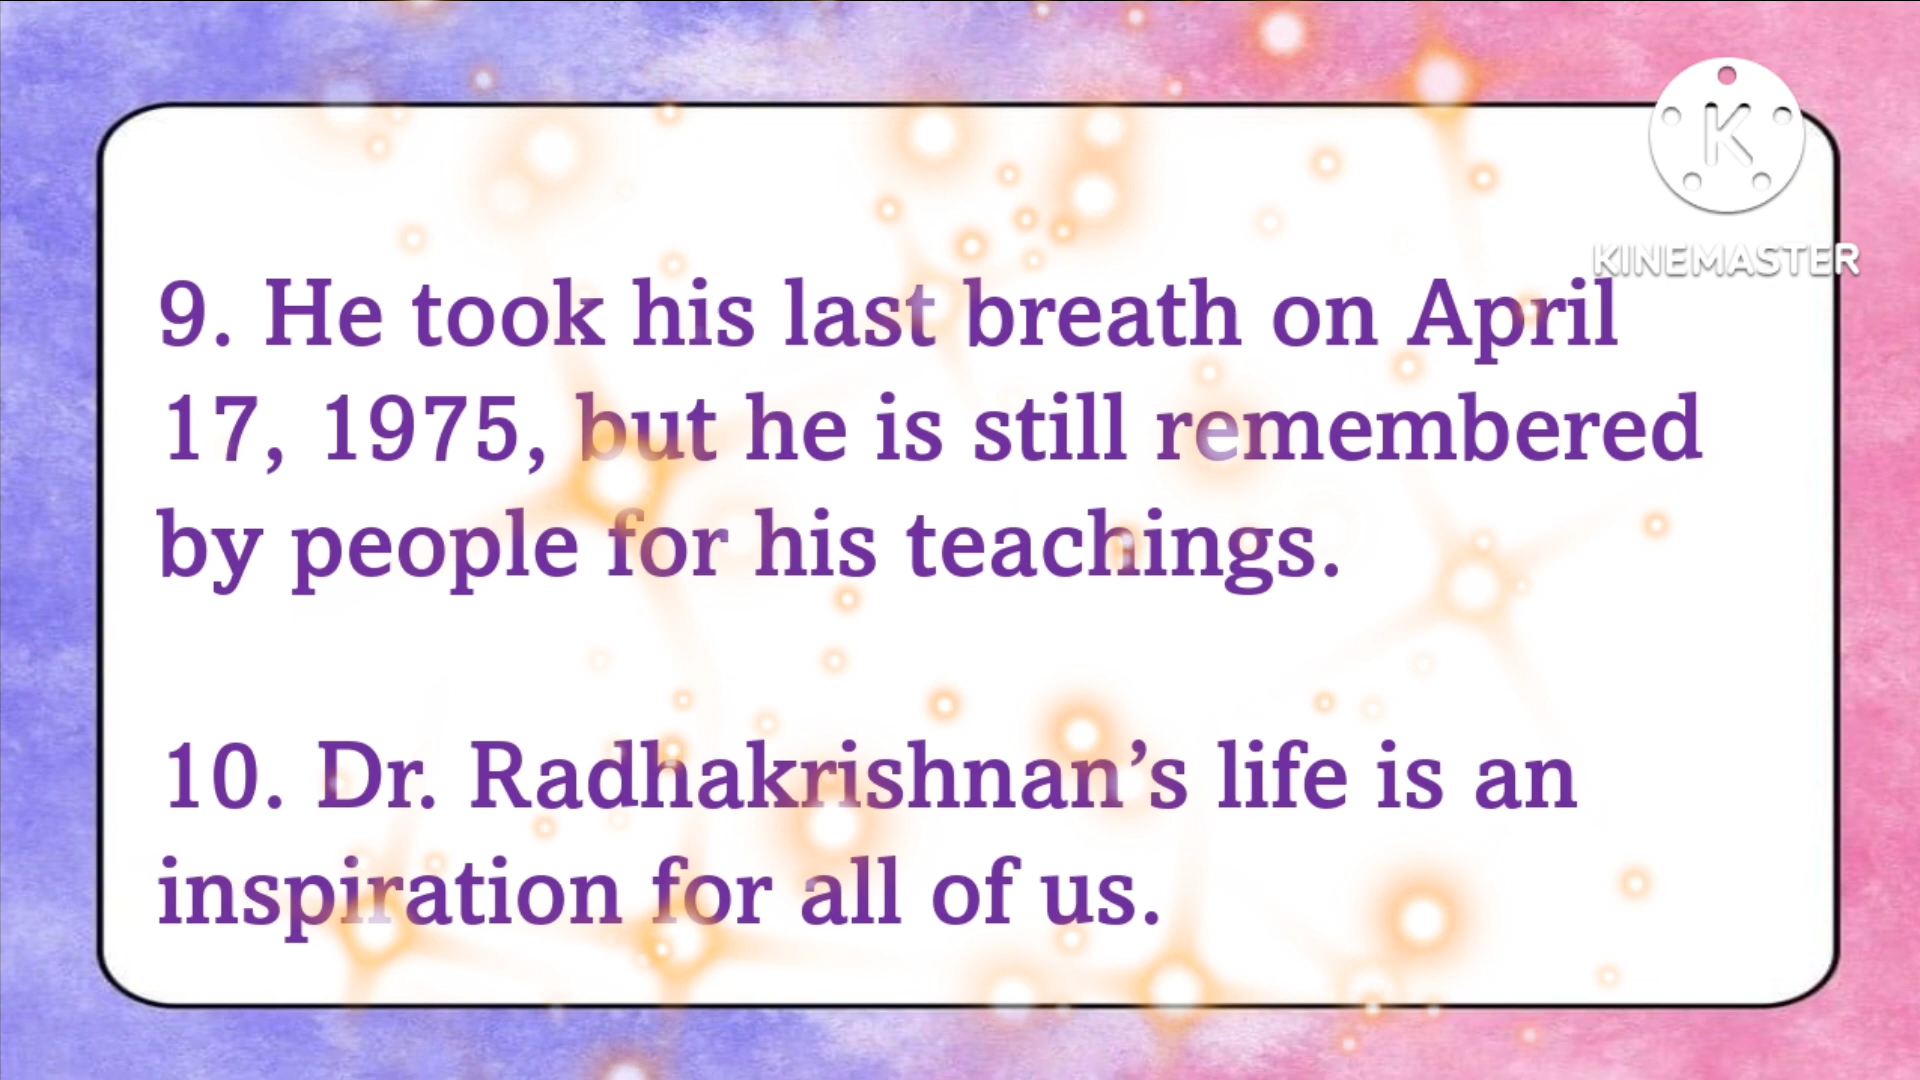 KINEMASTER
9. He took his last breath on April
17, 1975, but he is still remembered
by people for his teachings.
10. Dr. Radhakrishnan’s life is an
inspiration for all of us.